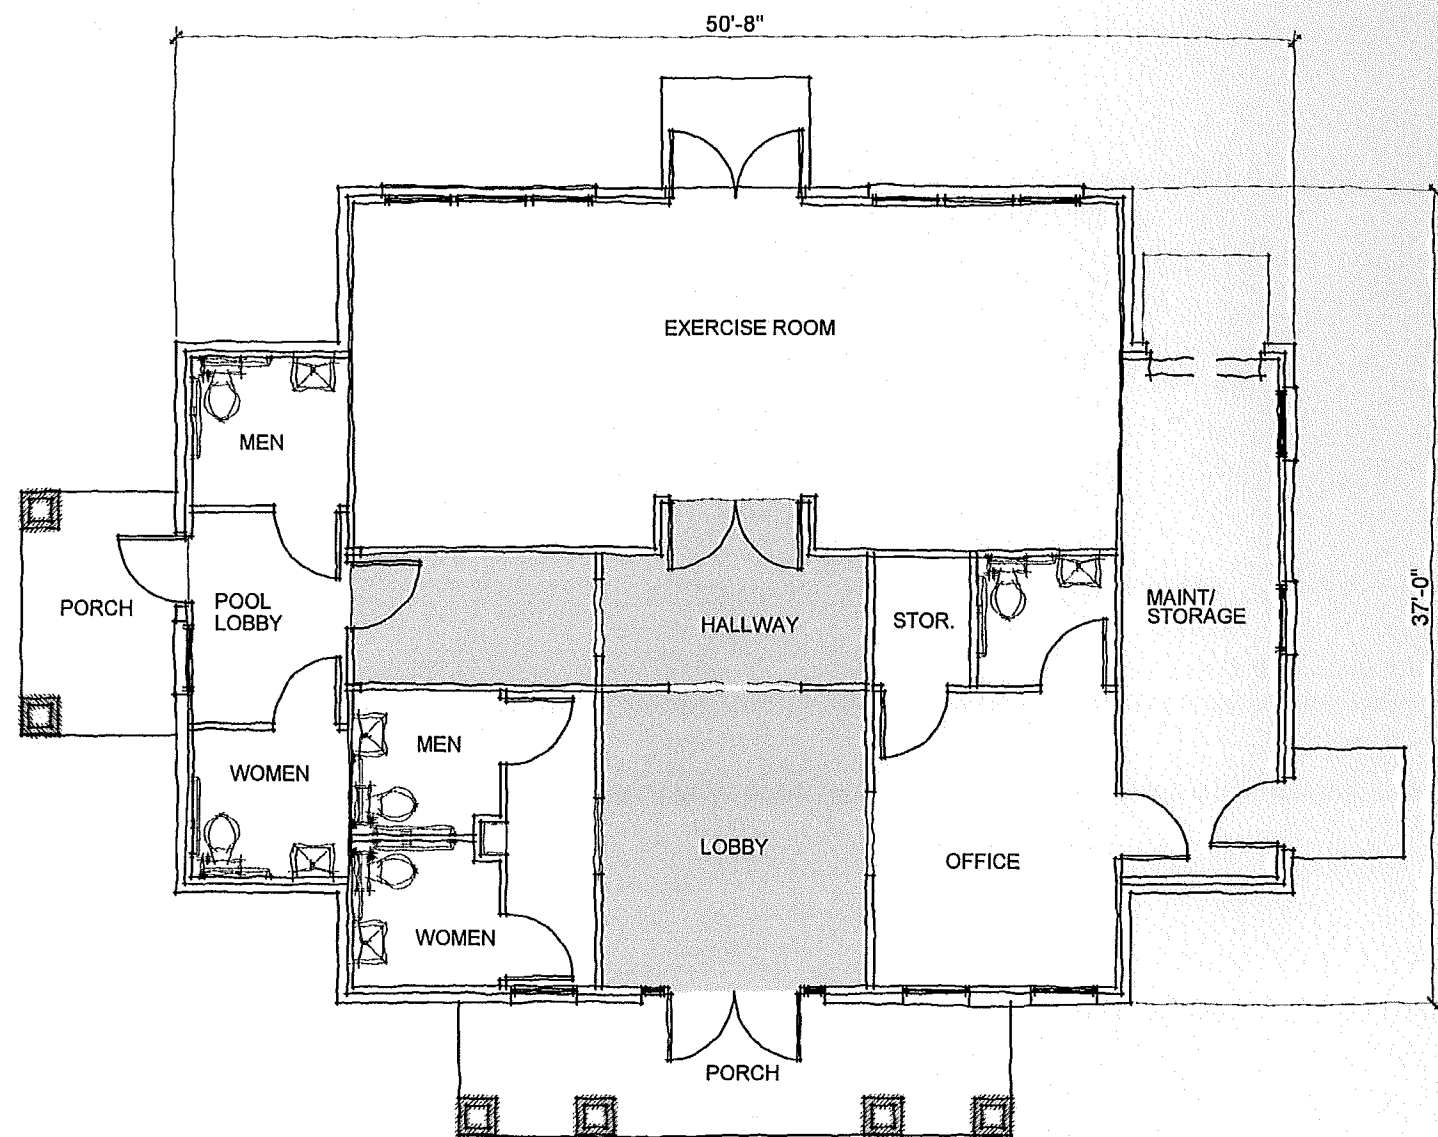 50'-8"
EXERCISE ROOM
MEN
PORCH
POOL
LOBBY
HALLWAY
STOR.
MAINT/
STORAGE
37'-0"
MEN
WOMEN
LOBBY
OFFICE
WOMEN
PORCH